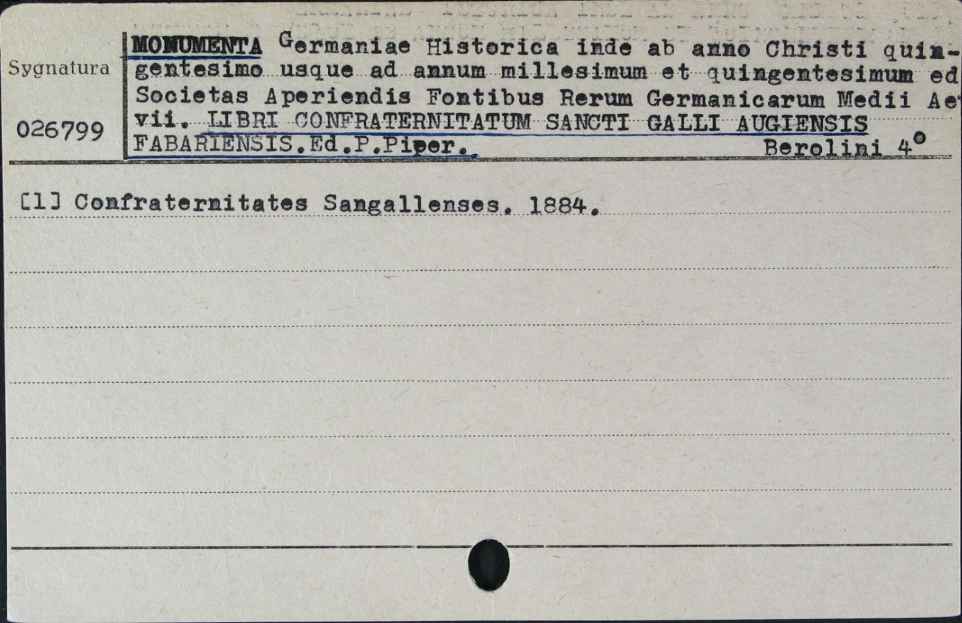 MONUMENTA Germaniae Historica inde ab anno Christi quin-
Sygnatura
gentesimo usque ad annum millesimum et quingentesimum ed
Societas Aperiendis Fontibus Rerum Germanicarum Medii Ae
vii. LIBRI CONFRATERNITATUM SANCTI GALLI AUGIENSIS
026799
FABARIENSIS.Ed.P.Piper. Berolini 4°
[1] Confraternitates Sangallenses. 1884.